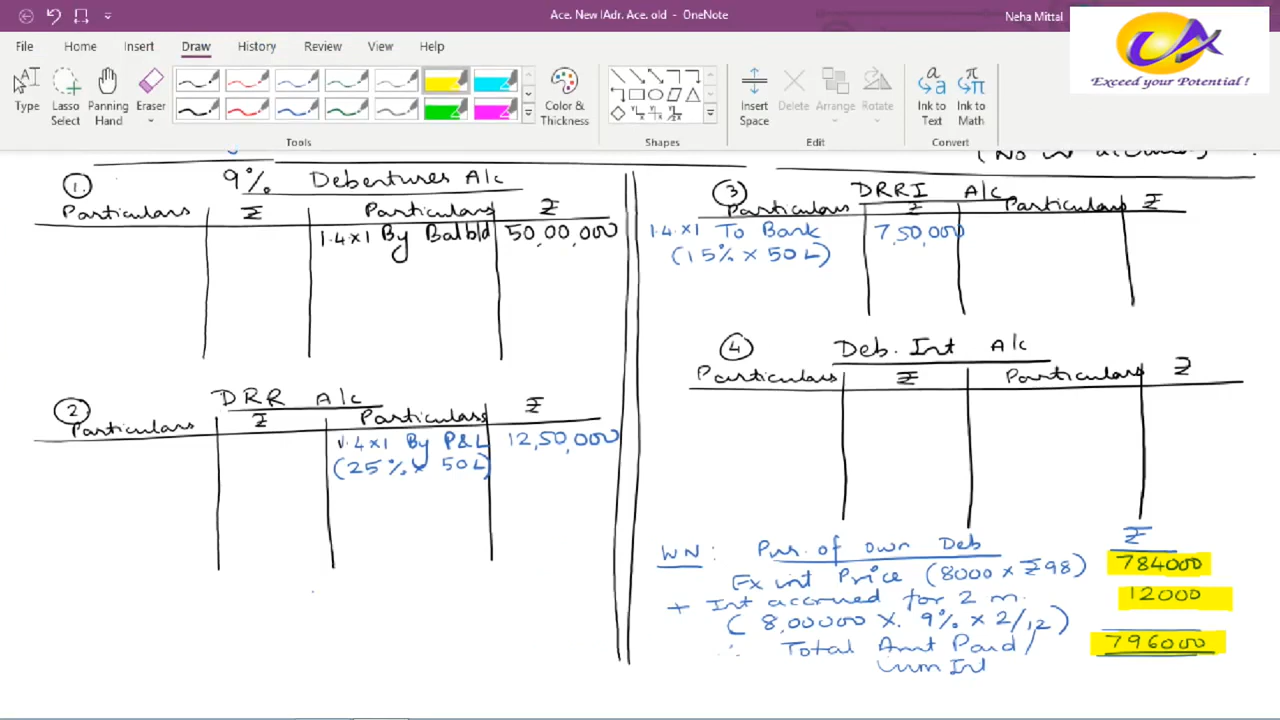 Ace. New lAdr. Ace. old - OneNote
Neha Mittal
File Home Insert Draw History Review View Help
Type
Lasso Select
Panning Hand
Eraser
Color & Thickness
Insert Space
Delete
Arrange
Rotate
Ink to Text
Ink to Math
Tools
Shapes
Edit
Convert
Exceed your Potential !
(No
① 9% Debentures A/c
Particulars ₹ Particulars ₹
1.4.x1 By Bal b/d 50,00,000
② DRR A/c
Particulars ₹ Particulars ₹
1.4.x1 By P&L 12,50,000
(25% x 50L)
③ DRRI A/c
Particulars ₹ Particulars ₹
1.4.x1 To Bank 7,50,000
(15% x 50L)
④ Deb. Int A/c
Particulars ₹ Particulars ₹
WN: Pur. of own Deb ₹
Ex int Price (8000 x ₹98) 784000
+ Int accrued for 2 m. 12000
(8,00000 x. 9% x 2/12)
∴ Total Amt Paid/ 796000
Cum Int